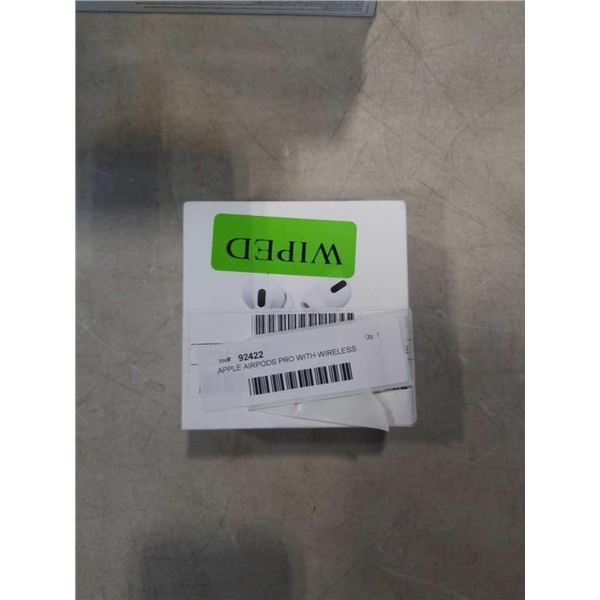 WIPED
Inv# 92422 Qty. 1
APPLE AIRPODS PRO WITH WIRELESS